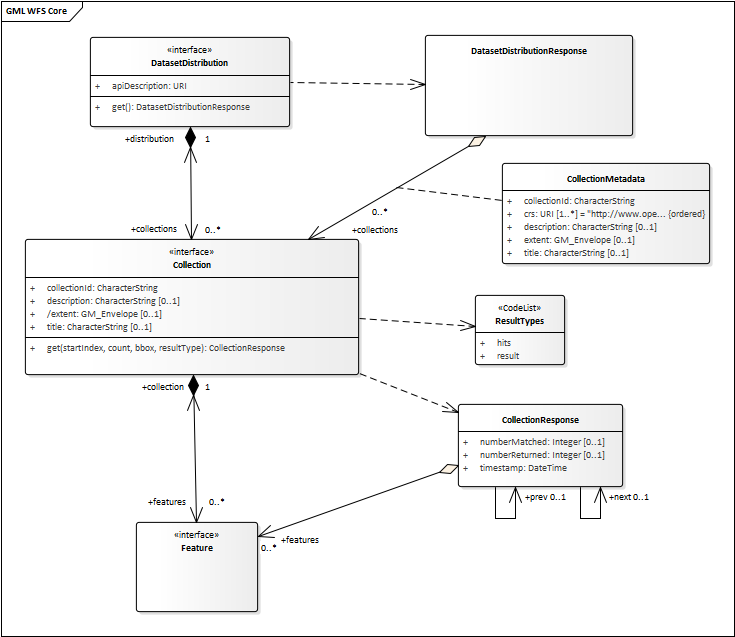 GML WFS Core
«interface»
DatasetDistribution
+ apiDescription: URI
+ get(): DatasetDistributionResponse
DatasetDistributionResponse
+distribution 1
+collections 0..*
0..*
+collections
CollectionMetadata
+ collectionId: CharacterString
+ crs: URI [1..*] = "http://www.ope... {ordered}
+ description: CharacterString [0..1]
+ extent: GM_Envelope [0..1]
+ title: CharacterString [0..1]
«interface»
Collection
+ collectionId: CharacterString
+ description: CharacterString [0..1]
+ /extent: GM_Envelope [0..1]
+ title: CharacterString [0..1]
+ get(startIndex, count, bbox, resultType): CollectionResponse
«CodeList»
ResultTypes
+ hits
+ result
+collection 1
CollectionResponse
+ numberMatched: Integer [0..1]
+ numberReturned: Integer [0..1]
+ timestamp: DateTime
+prev 0..1
+next 0..1
+features 0..*
«interface»
Feature
+features
0..*